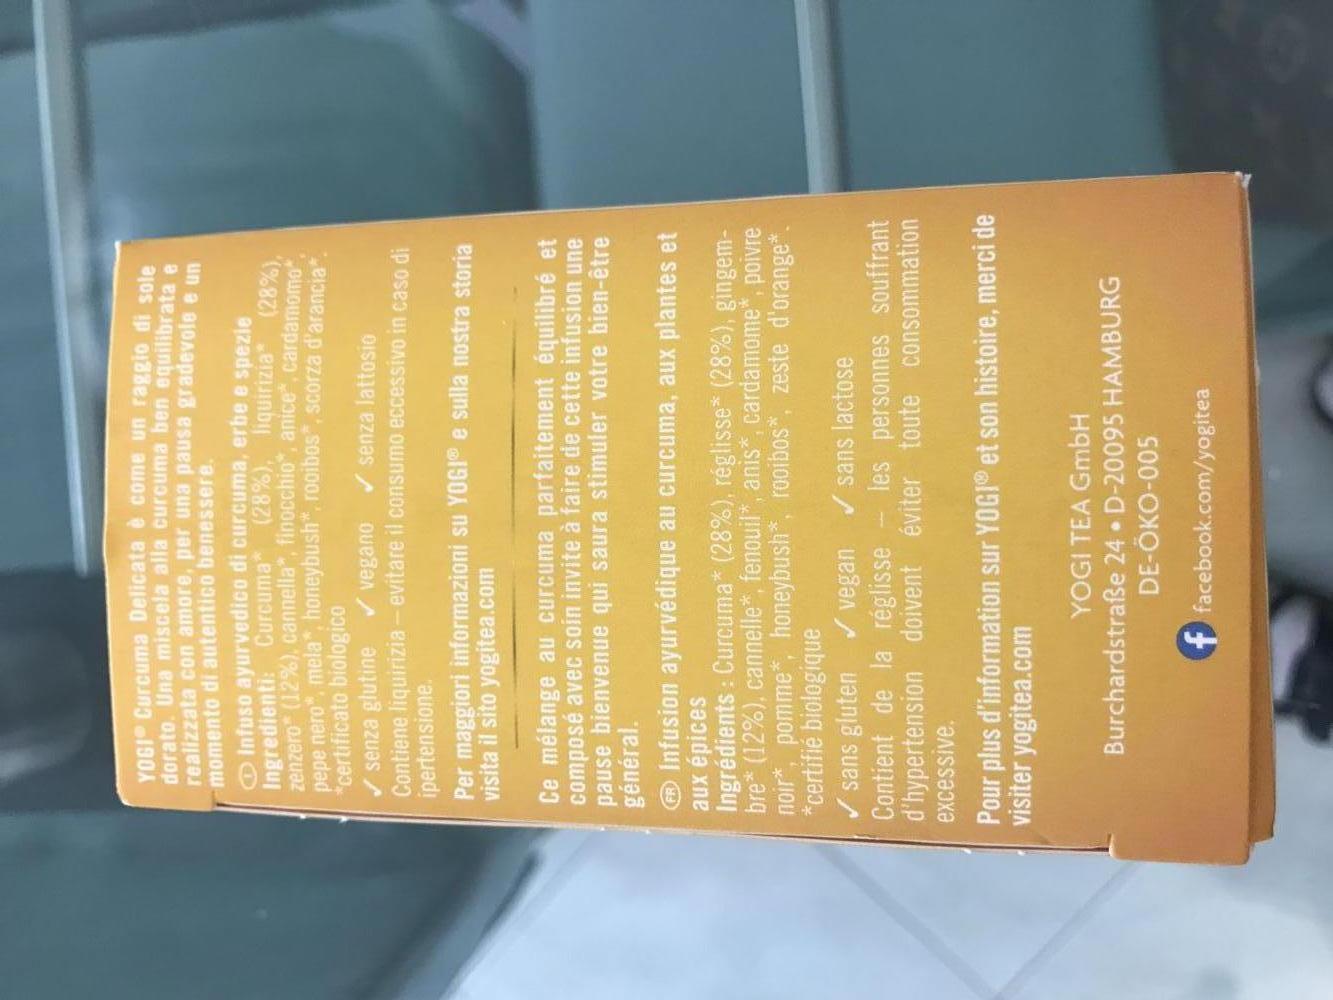 YOGI® Curcuma Delicata è come un raggio di sole
dorato. Una miscela alla curcuma ben equilibrata e
realizzata con amore, per una pausa gradevole e un
momento di autentico benessere.
I Infuso ayurvedico di curcuma, erbe e spezie
Ingredienti: Curcuma* (28%), liquirizia* (28%),
zenzero* (12%), cannella*, finocchio*, anice*, cardamomo*,
pepe nero*, mela*, honeybush*, rooibos*, scorza d'arancia*.
*certificato biologico
✓ senza glutine ✓ vegano ✓ senza lattosio
Contiene liquirizia – evitare il consumo eccessivo in caso di
ipertensione.
Per maggiori informazioni su YOGI® e sulla nostra storia
visita il sito yogitea.com
Ce mélange au curcuma parfaitement équilibré et
composé avec soin invite à faire de cette infusion une
pause bienvenue qui saura stimuler votre bien-être
général.
FR Infusion ayurvédique au curcuma, aux plantes et
aux épices
Ingrédients : Curcuma* (28%), réglisse* (28%), gingem-
bre* (12%), cannelle*, fenouil*, anis*, cardamome*, poivre
noir*, pomme*, honeybush*, rooibos*, zeste d'orange*.
*certifié biologique
✓ sans gluten ✓ vegan ✓ sans lactose
Contient de la réglisse – les personnes souffrant
d'hypertension doivent éviter toute consommation
excessive.
Pour plus d'information sur YOGI® et son histoire, merci de
visiter yogitea.com
YOGI TEA GmbH
Burchardstraße 24 • D-20095 HAMBURG
DE-ÖKO-005
f facebook.com/yogitea